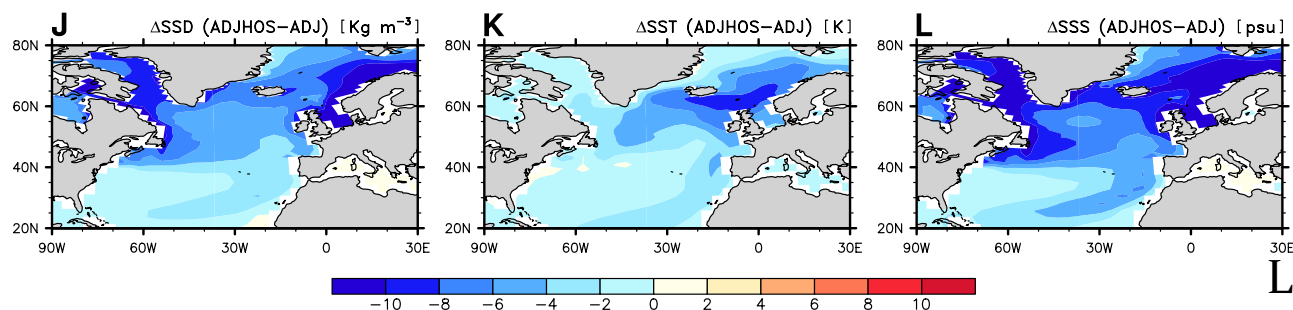 J ΔSSD (ADJHOS−ADJ) [Kg m⁻³]
K ΔSST (ADJHOS−ADJ) [K]
L ΔSSS (ADJHOS−ADJ) [psu]
80N 80N 80N
60N 60N 60N
40N 40N 40N
20N 20N 20N
90W 60W 30W 0 30E 90W 60W 30W 0 30E 90W 60W 30W 0 30E
L
−10 −8 −6 −4 −2 0 2 4 6 8 10